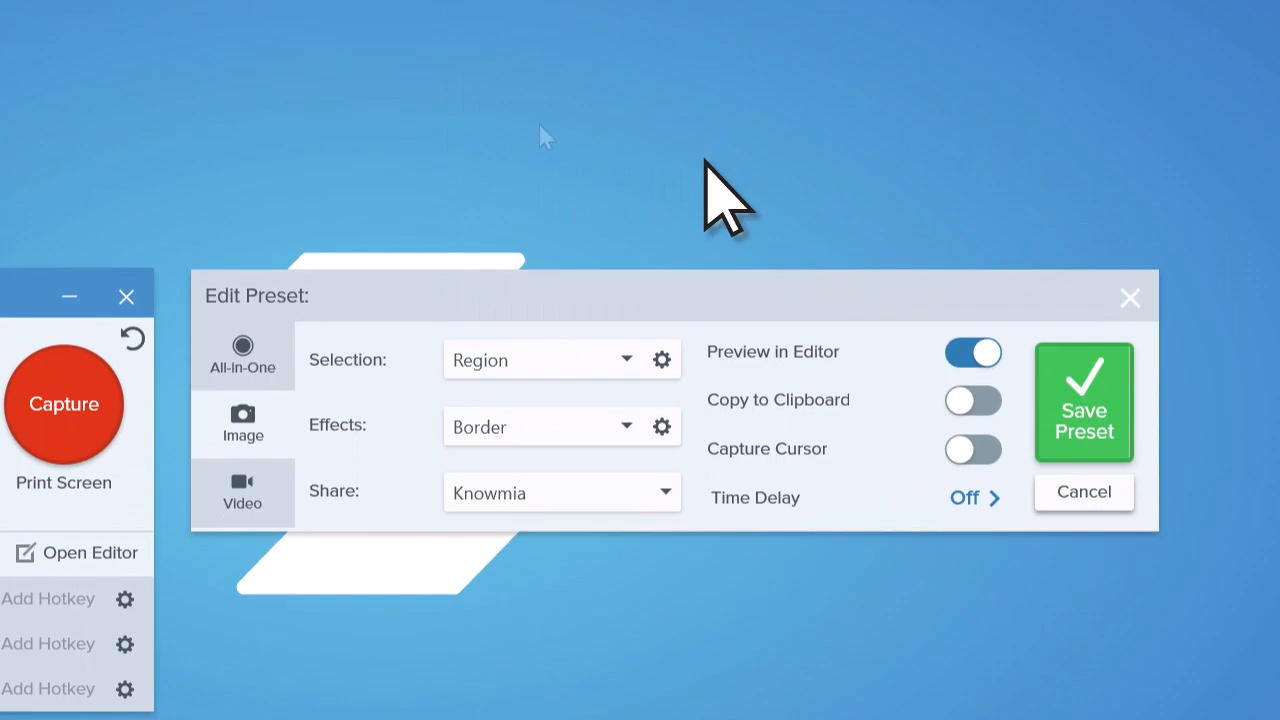 Capture
Print Screen
Open Editor
Add Hotkey
Add Hotkey
Add Hotkey
Edit Preset:
All-in-One
Image
Video
Selection:
Region
Effects:
Border
Share:
Knowmia
Preview in Editor
Copy to Clipboard
Capture Cursor
Time Delay
Off
Save
Preset
Cancel